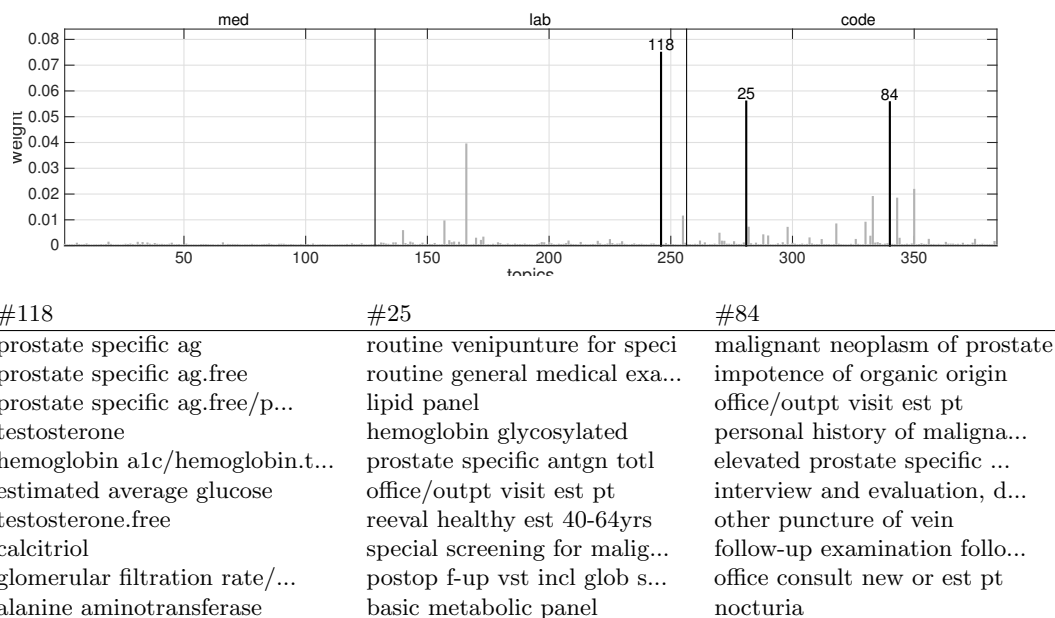 med lab code
0.08
0.07
0.06
0.05
0.04
0.03
0.02
0.01
0
weight
118
25
84
50 100 150 200 250 300 350
topics
#118 #25 #84
prostate specific ag routine venipunture for speci malignant neoplasm of prostate
prostate specific ag.free routine general medical exa... impotence of organic origin
prostate specific ag.free/p... lipid panel office/outpt visit est pt
testosterone hemoglobin glycosylated personal history of maligna...
hemoglobin a1c/hemoglobin.t... prostate specific antgn totl elevated prostate specific ...
estimated average glucose office/outpt visit est pt interview and evaluation, d...
testosterone.free reeval healthy est 40-64yrs other puncture of vein
calcitriol special screening for malig... follow-up examination follo...
glomerular filtration rate/... postop f-up vst incl glob s... office consult new or est pt
alanine aminotransferase basic metabolic panel nocturia